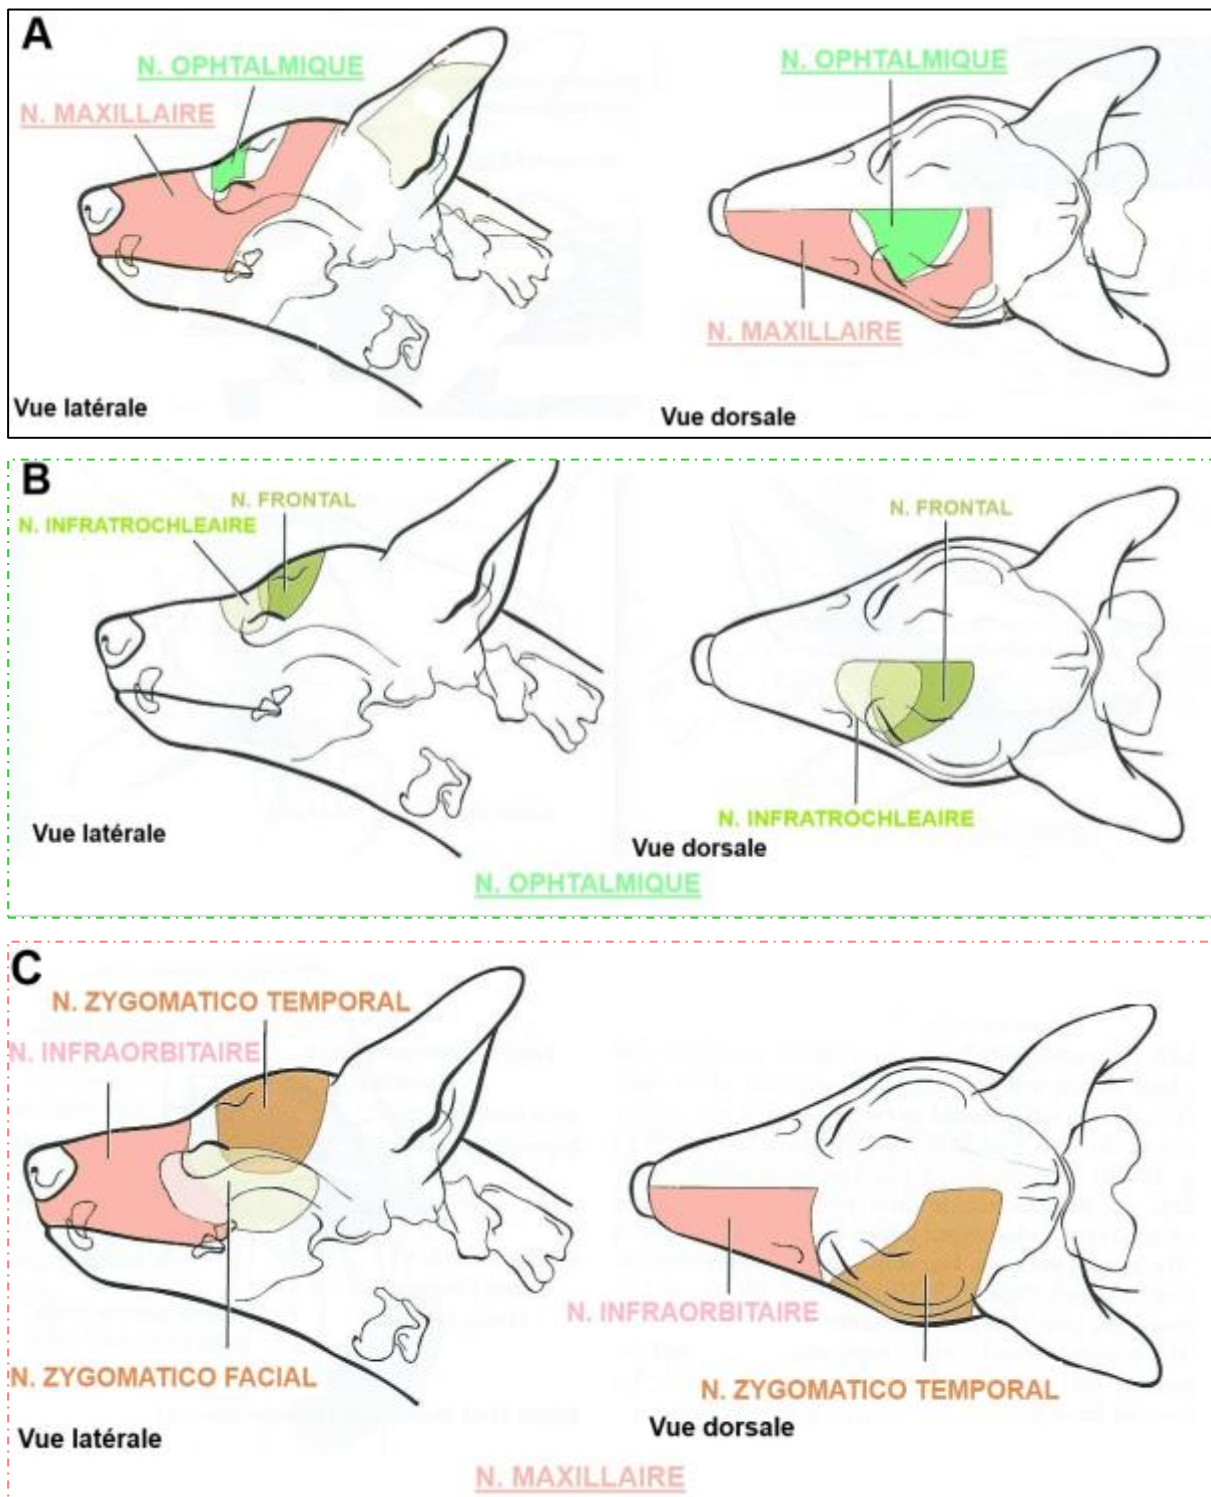 A
N. OPHTALMIQUE
N. MAXILLAIRE
Vue latérale
N. OPHTALMIQUE
N. MAXILLAIRE
Vue dorsale
B
N. FRONTAL
N. INFRATROCHLEAIRE
Vue latérale
N. FRONTAL
N. INFRATROCHLEAIRE
Vue dorsale
N. OPHTALMIQUE
C
N. ZYGOMATICO TEMPORAL
N. INFRAORBITAIRE
N. ZYGOMATICO FACIAL
Vue latérale
N. INFRAORBITAIRE
N. ZYGOMATICO TEMPORAL
Vue dorsale
N. MAXILLAIRE